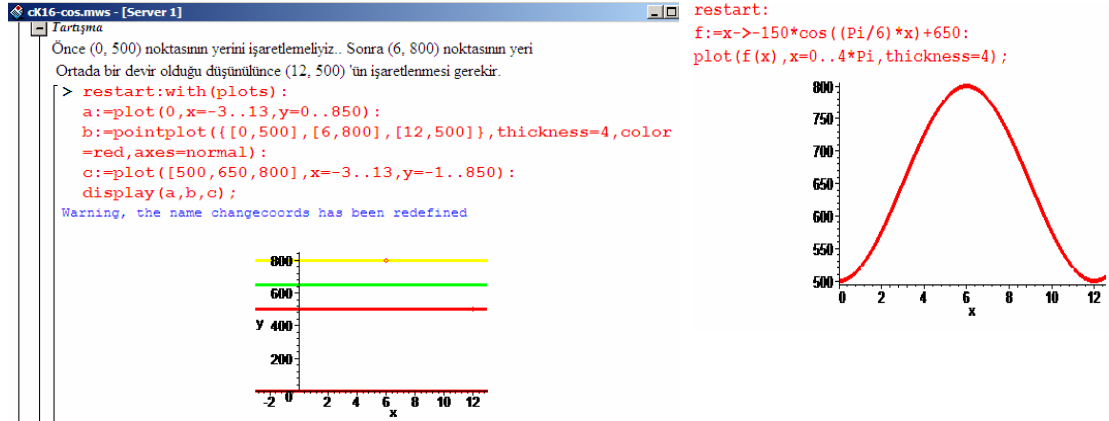 cK16-cos.mws - [Server 1]
Tartışma
Önce (0, 500) noktasının yerini işaretlemeliyiz.. Sonra (6, 800) noktasının yeri
Ortada bir devir olduğu düşünülünce (12, 500) 'ün işaretlenmesi gerekir.
> restart:with(plots):
a:=plot(0,x=-3..13,y=0..850):
b:=pointplot({[0,500],[6,800],[12,500]},thickness=4,color
=red,axes=normal):
c:=plot([500,650,800],x=-3..13,y=-1..850):
display(a,b,c);
Warning, the name changecoords has been redefined
800
600
y 400
200
0
-2 0 2 4 6 8 10 12
x
restart:
f:=x->-150*cos((Pi/6)*x)+650:
plot(f(x),x=0..4*Pi,thickness=4);
800
750
700
650
600
550
500
0 2 4 6 8 10 12
x